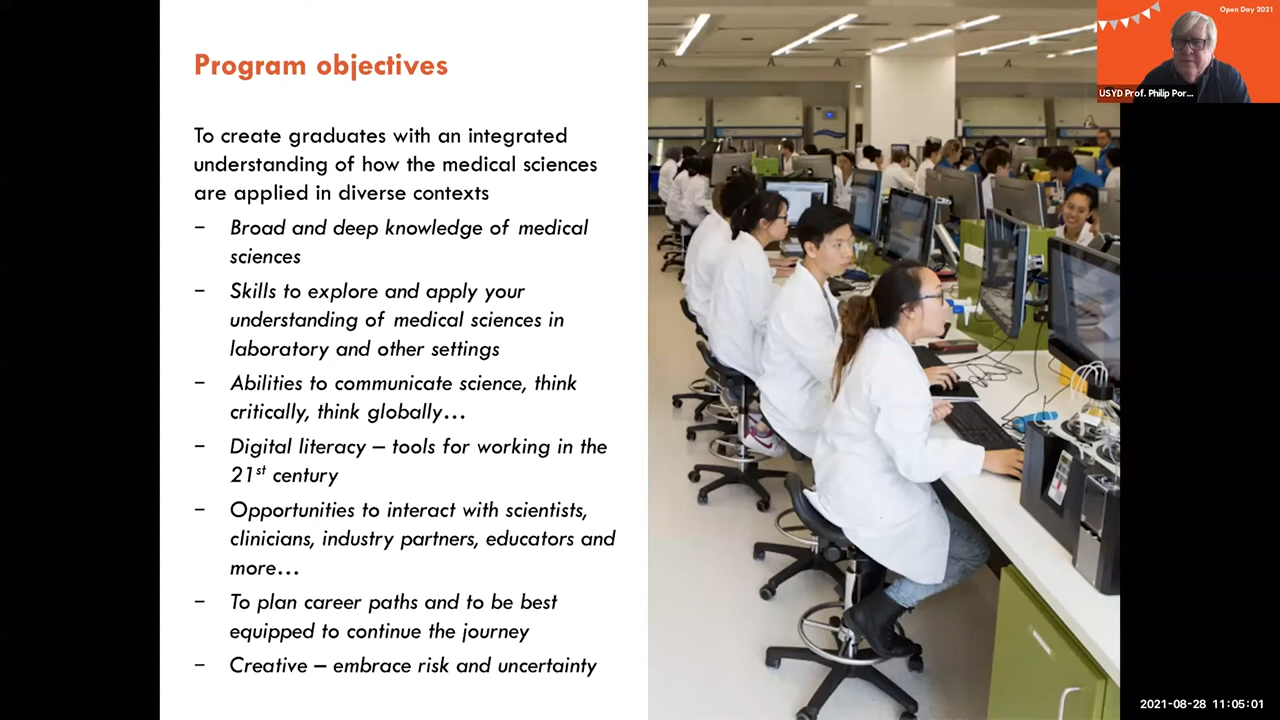 Program objectives
To create graduates with an integrated
understanding of how the medical sciences
are applied in diverse contexts
– Broad and deep knowledge of medical
sciences
– Skills to explore and apply your
understanding of medical sciences in
laboratory and other settings
– Abilities to communicate science, think
critically, think globally…
– Digital literacy – tools for working in the
21st century
– Opportunities to interact with scientists,
clinicians, industry partners, educators and
more…
– To plan career paths and to be best
equipped to continue the journey
– Creative – embrace risk and uncertainty
Open Day 2021
USYD Prof. Philip Por...
2021-08-28 11:05:01